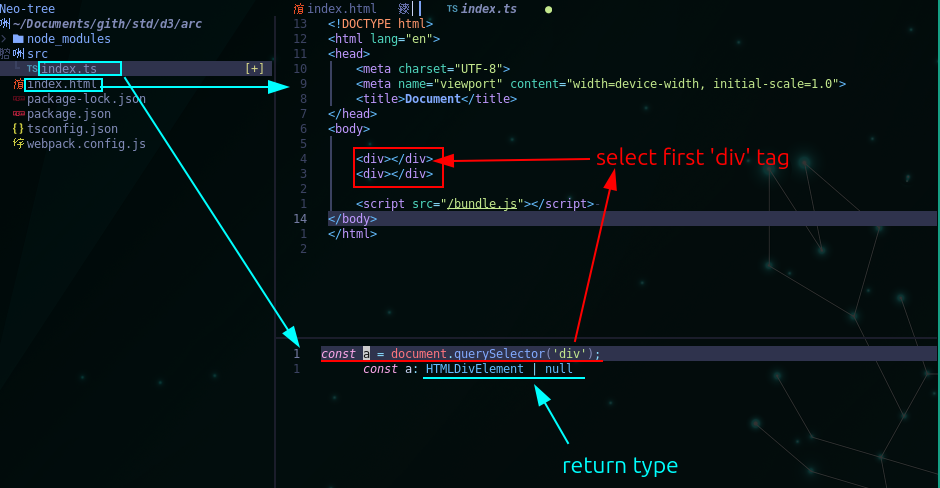 Neo-tree
~/Documents/gith/std/d3/arc
node_modules
src
TS index.ts [+]
index.html
package-lock.json
package.json
{} tsconfig.json
webpack.config.js
index.html TS index.ts
13 <!DOCTYPE html>
12 <html lang="en">
11 <head>
10 <meta charset="UTF-8">
9 <meta name="viewport" content="width=device-width, initial-scale=1.0">
8 <title>Document</title>
7 </head>
6 <body>
5
4 <div></div>
3 <div></div>
2
1 <script src="/bundle.js"></script>
14 </body>
1 </html>
2
select first 'div' tag
1 const a = document.querySelector('div');
1 const a: HTMLDivElement | null
return type